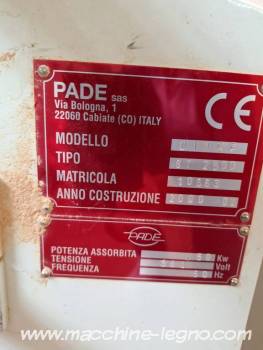 PADE sas
Via Bologna, 1
22060 Cabiate (CO) ITALY
CE
MODELLO
TIPO
MATRICOLA
ANNO COSTRUZIONE
PADE
POTENZA ASSORBITA Kw
TENSIONE Volt
FREQUENZA 50 Hz
www.macchine-legno.com